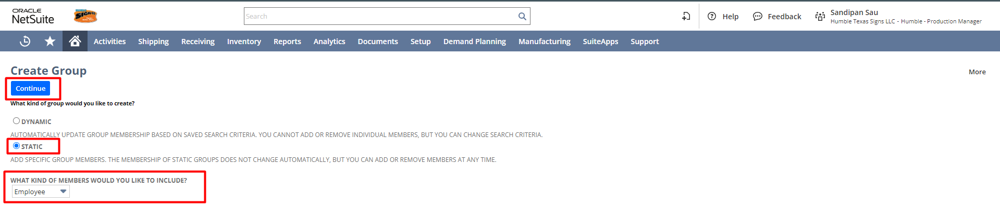 ORACLE
NetSuite
SIGNCO
Search
Help
Feedback
Sandipan Sau
Humble Texas Signs LLC - Humble - Production Manager
Activities Shipping Receiving Inventory Reports Analytics Documents Setup Demand Planning Manufacturing SuiteApps Support
Create Group
More
Continue
What kind of group would you like to create?
DYNAMIC
AUTOMATICALLY UPDATE GROUP MEMBERSHIP BASED ON SAVED SEARCH CRITERIA. YOU CANNOT ADD OR REMOVE INDIVIDUAL MEMBERS, BUT YOU CAN CHANGE SEARCH CRITERIA.
STATIC
ADD SPECIFIC GROUP MEMBERS. THE MEMBERSHIP OF STATIC GROUPS DOES NOT CHANGE AUTOMATICALLY, BUT YOU CAN ADD OR REMOVE MEMBERS AT ANY TIME.
WHAT KIND OF MEMBERS WOULD YOU LIKE TO INCLUDE?
Employee